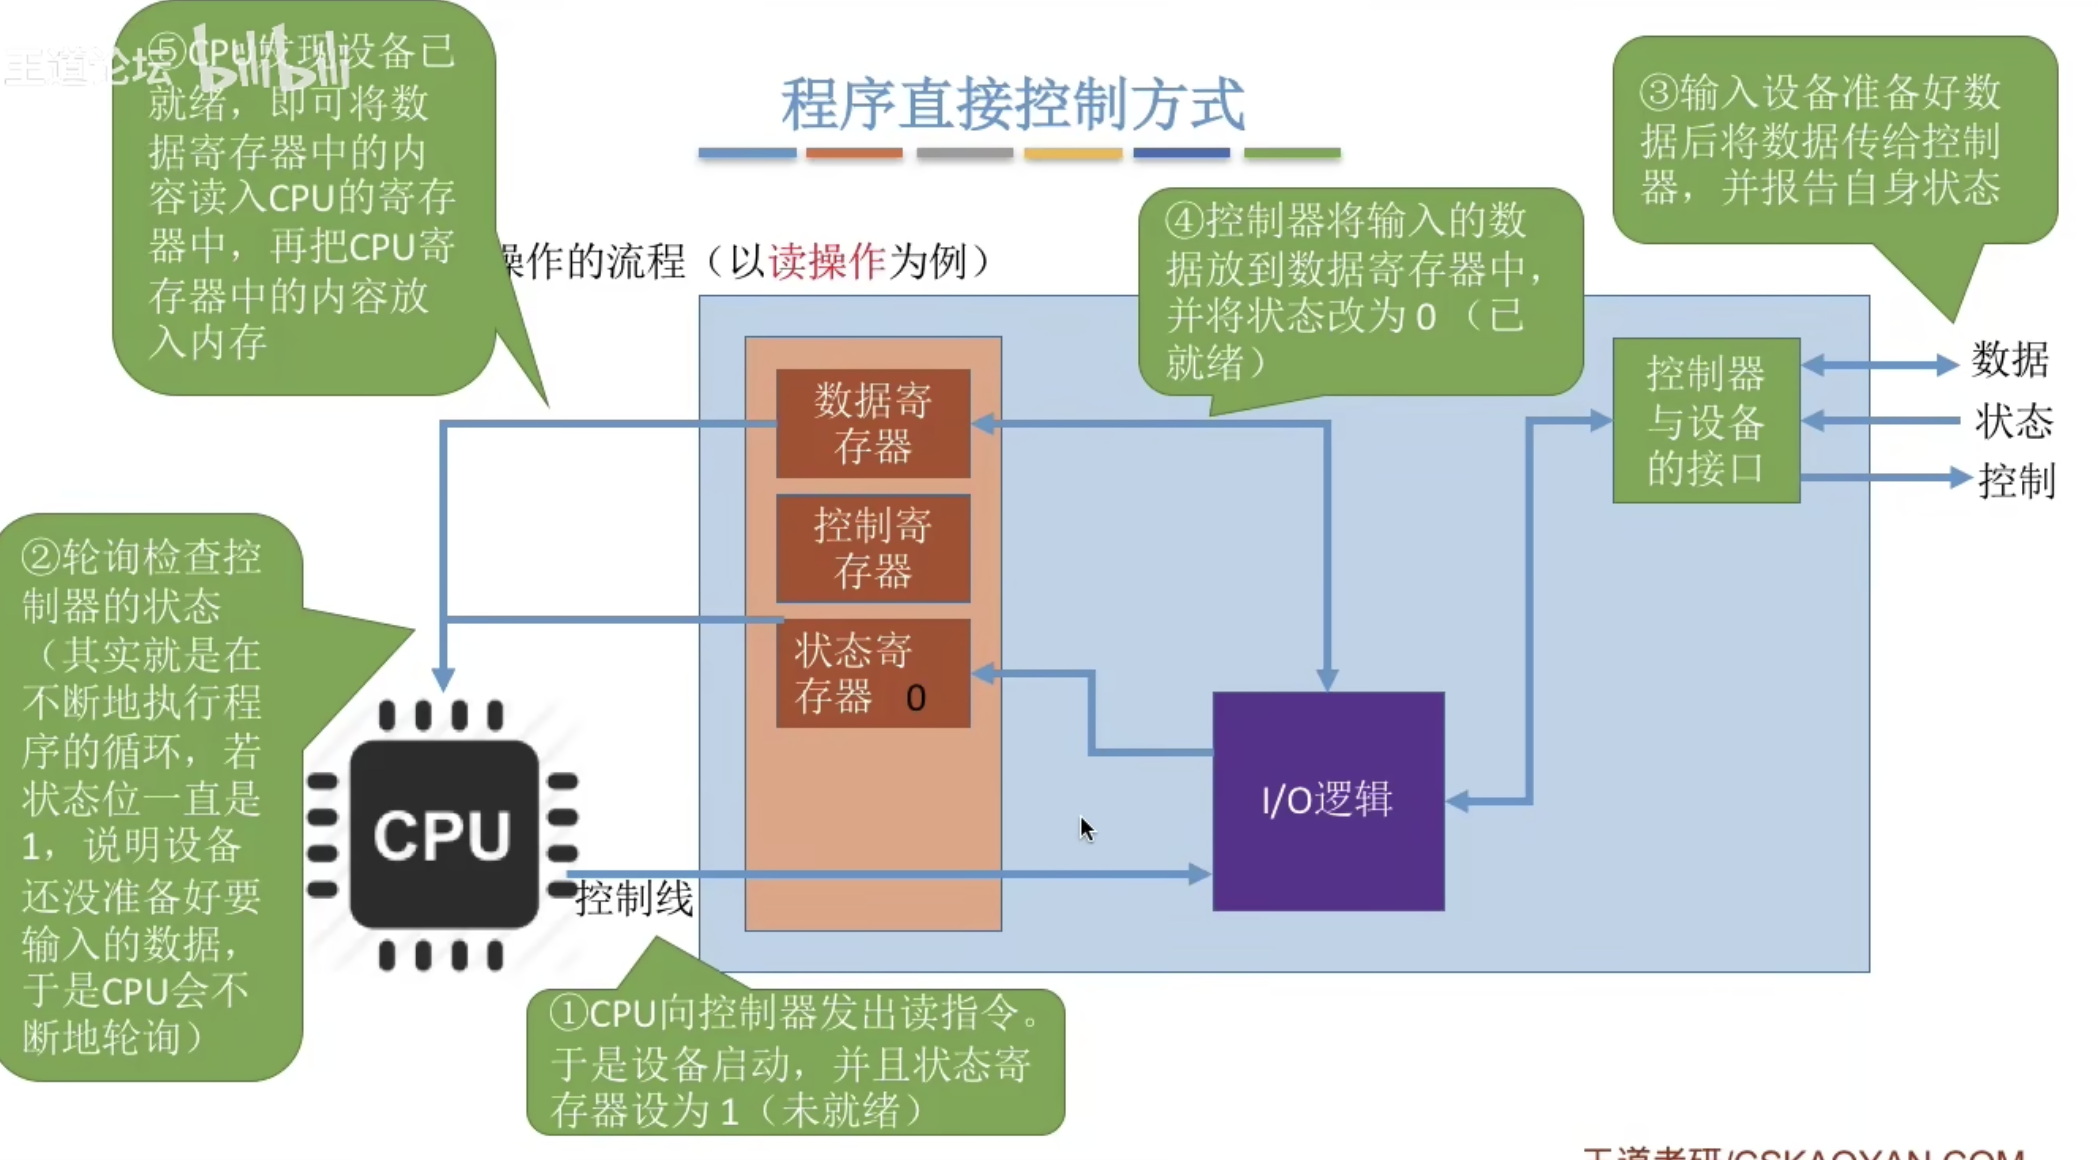 王道论坛
bilibili
⑤CPU发现设备已
就绪，即可将数
据寄存器中的内
容读入CPU的寄存
器中，再把CPU寄
存器中的内容放
入内存
程序直接控制方式
操作的流程（以读操作为例）
③输入设备准备好数
据后将数据传给控制
器，并报告自身状态
④控制器将输入的数
据放到数据寄存器中，
并将状态改为 0 （已
就绪）
数据寄
存器
控制寄
存器
状态寄
存器 0
控制器
与设备
的接口
数据
状态
控制
②轮询检查控
制器的状态
（其实就是在
不断地执行程
序的循环，若
状态位一直是
1，说明设备
还没准备好要
输入的数据，
于是CPU会不
断地轮询）
CPU
控制线
I/O逻辑
①CPU向控制器发出读指令。
于是设备启动，并且状态寄
存器设为 1（未就绪）
王道考研/CSKAOYAN.COM